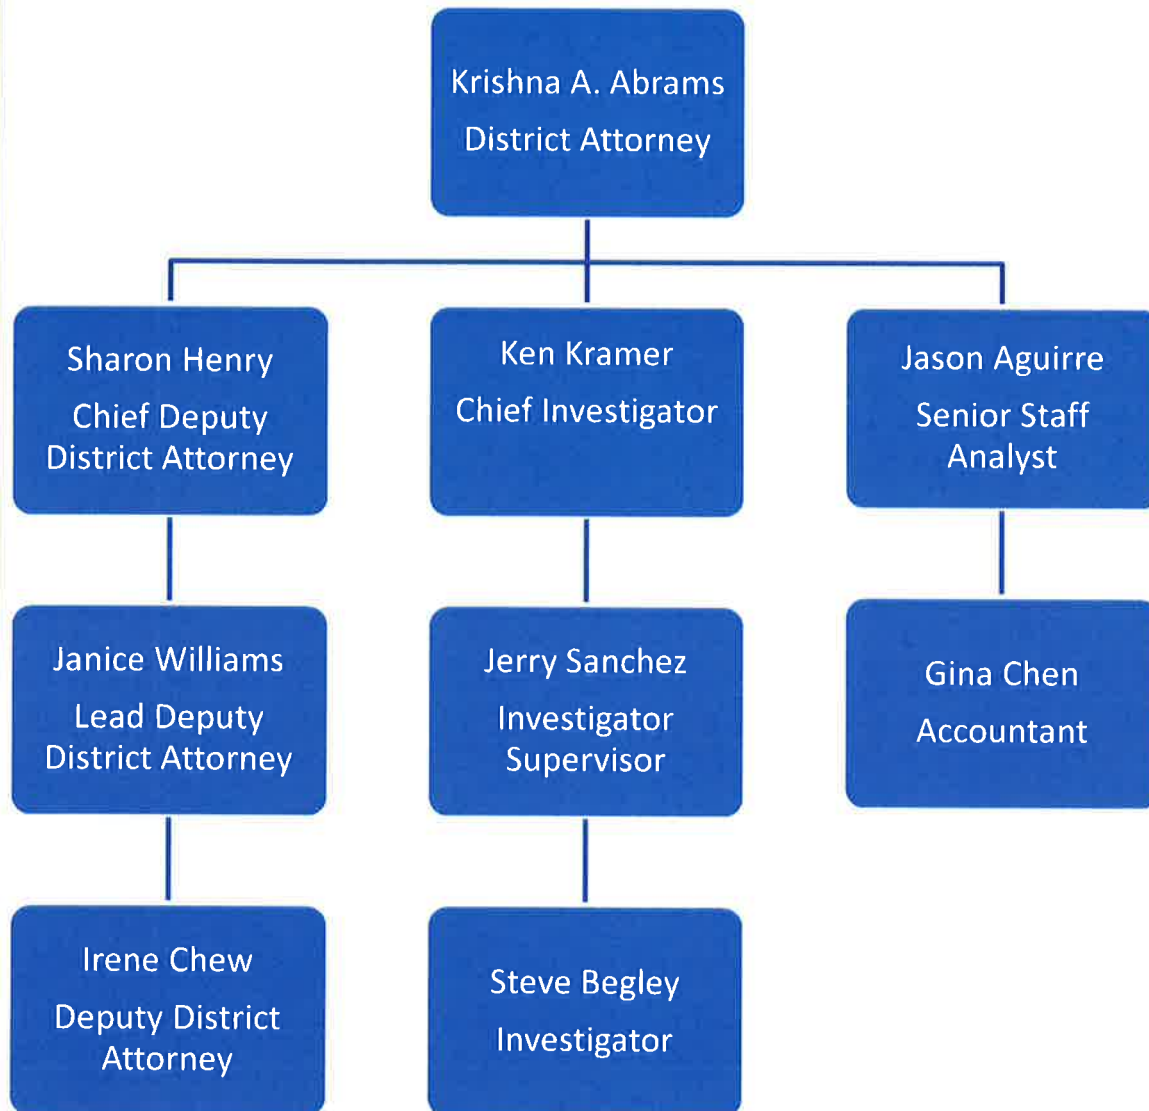 Krishna A. Abrams
District Attorney
Sharon Henry
Chief Deputy
District Attorney
Ken Kramer
Chief Investigator
Jason Aguirre
Senior Staff
Analyst
Janice Williams
Lead Deputy
District Attorney
Jerry Sanchez
Investigator
Supervisor
Gina Chen
Accountant
Irene Chew
Deputy District
Attorney
Steve Begley
Investigator